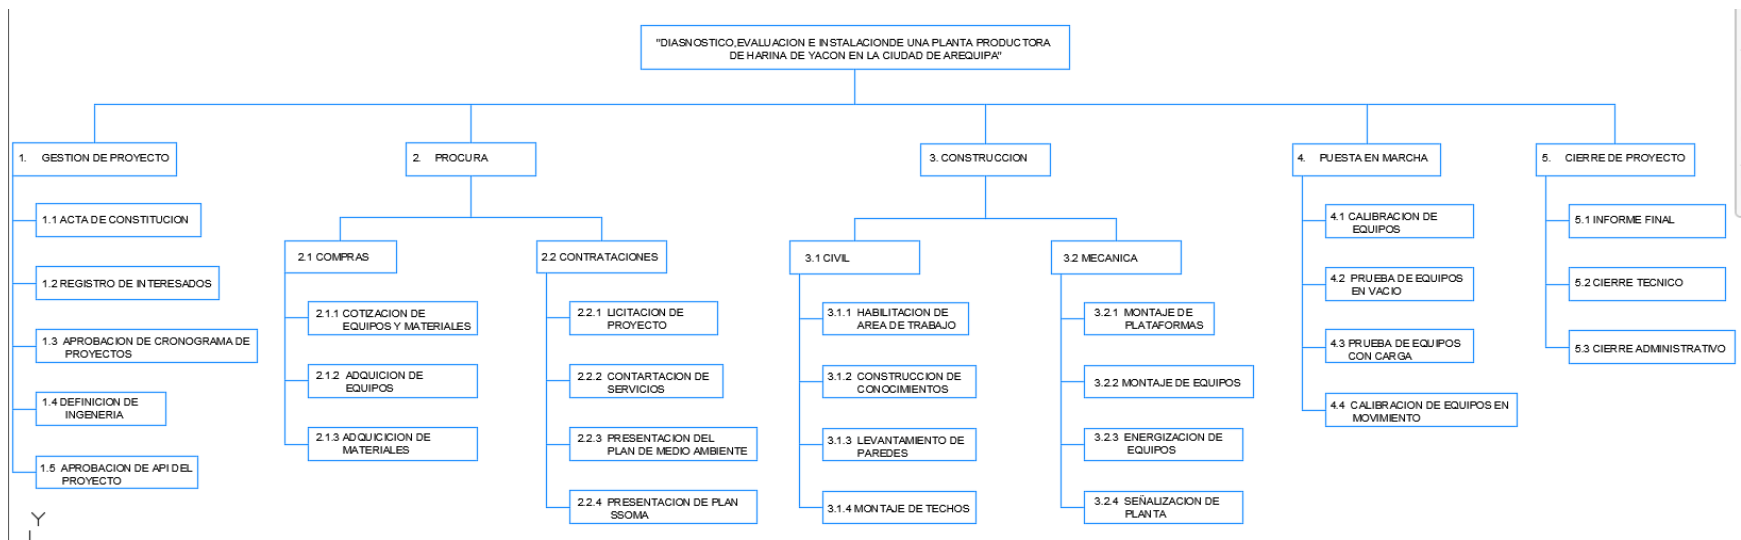 "DIASNOSTICO,EVALUACION E INSTALACIONDE UNA PLANTA PRODUCTORA
DE HARINA DE YACON EN LA CIUDAD DE AREQUIPA"
1. GESTION DE PROYECTO
1.1 ACTA DE CONSTITUCION
1.2 REGISTRO DE INTERESADOS
1.3 APROBACION DE CRONOGRAMA DE
PROYECTOS
1.4 DEFINICION DE
INGENERIA
1.5 APROBACION DE API DEL
PROYECTO
2. PROCURA
2.1 COMPRAS
2.1.1 COTIZACION DE
EQUIPOS Y MATERIALES
2.1.2 ADQUICION DE
EQUIPOS
2.1.3 ADQUICICION DE
MATERIALES
2.2 CONTRATACIONES
2.2.1 LICITACION DE
PROYECTO
2.2.2 CONTARTACION DE
SERVICIOS
2.2.3 PRESENTACION DEL
PLAN DE MEDIO AMBIENTE
2.2.4 PRESENTACION DE PLAN
SSOMA
3. CONSTRUCCION
3.1 CIVIL
3.1.1 HABILITACION DE
AREA DE TRABAJO
3.1.2 CONSTRUCCION DE
CONOCIMIENTOS
3.1.3 LEVANTAMIENTO DE
PAREDES
3.1.4 MONTAJE DE TECHOS
3.2 MECANICA
3.2.1 MONTAJE DE
PLATAFORMAS
3.2.2 MONTAJE DE EQUIPOS
3.2.3 ENERGIZACION DE
EQUIPOS
3.2.4 SEÑALIZACION DE
PLANTA
4. PUESTA EN MARCHA
4.1 CALIBRACION DE
EQUIPOS
4.2 PRUEBA DE EQUIPOS
EN VACIO
4.3 PRUEBA DE EQUIPOS
CON CARGA
4.4 CALIBRACION DE EQUIPOS EN
MOVIMIENTO
5. CIERRE DE PROYECTO
5.1 INFORME FINAL
5.2 CIERRE TECNICO
5.3 CIERRE ADMINISTRATIVO
Y